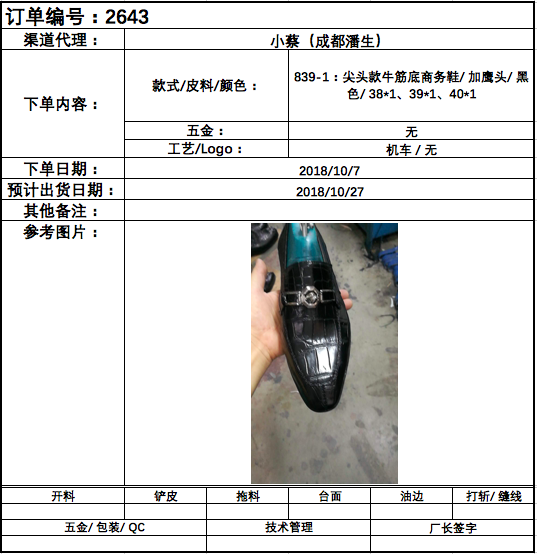 订单编号：2643
渠道代理：
小蔡（成都潘生）
下单内容：
款式/皮料/颜色：
839-1：尖头款牛筋底商务鞋/ 加鹰头/ 黑
色/ 38*1、39*1、40*1
五金：
无
工艺/Logo：
机车 / 无
下单日期：
2018/10/7
预计出货日期：
2018/10/27
其他备注：
参考图片：
开料
铲皮
拖料
台面
油边
打斩/ 缝线
五金/ 包装/ QC
技术管理
厂长签字